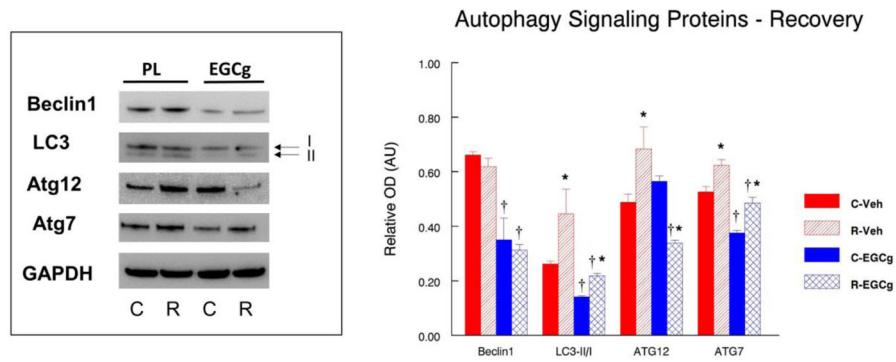 PL EGCg
Beclin1
LC3
I
II
Atg12
Atg7
GAPDH
C R C R
Autophagy Signaling Proteins - Recovery
Relative OD (AU)
1.00
0.80
0.60
0.40
0.20
0.00
* * * * † † † † †* † †*
Beclin1 LC3-II/I ATG12 ATG7
C-Veh
R-Veh
C-EGCg
R-EGCg